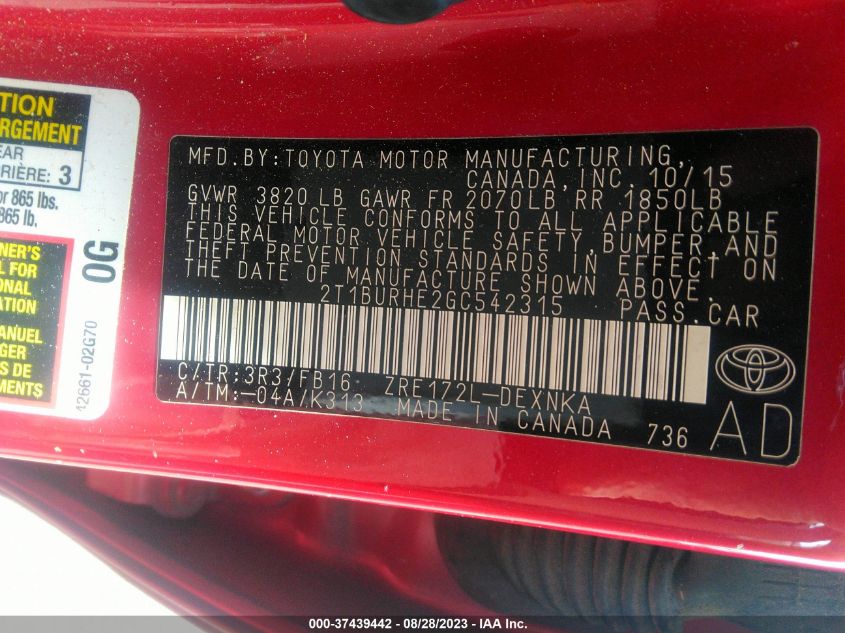 TION
RGEMENT
EAR
RRIÈRE: 3
or 865 lbs.
865 lb.
NER'S
L FOR
ONAL
ATION
ANUEL
GER
LES
0G
42661-02G70
MFD.BY:TOYOTA MOTOR MANUFACTURING,
CANADA, INC. 10/15
GVWR 3820 LB GAWR FR 2070LB RR 1850LB
THIS VEHICLE CONFORMS TO ALL APPLICABLE
FEDERAL MOTOR VEHICLE SAFETY, BUMPER, AND
THEFT PREVENTION STANDARDS IN EFFECT ON
THE DATE OF MANUFACTURE SHOWN ABOVE.
2T1BURHE2GC542315 PASS.CAR
C/TR:3R3/FB16 ZRE172L-DEXNKA
A/TM:-04A/K313 MADE IN CANADA 736
AD
000-37439442 - 08/28/2023 - IAA Inc.